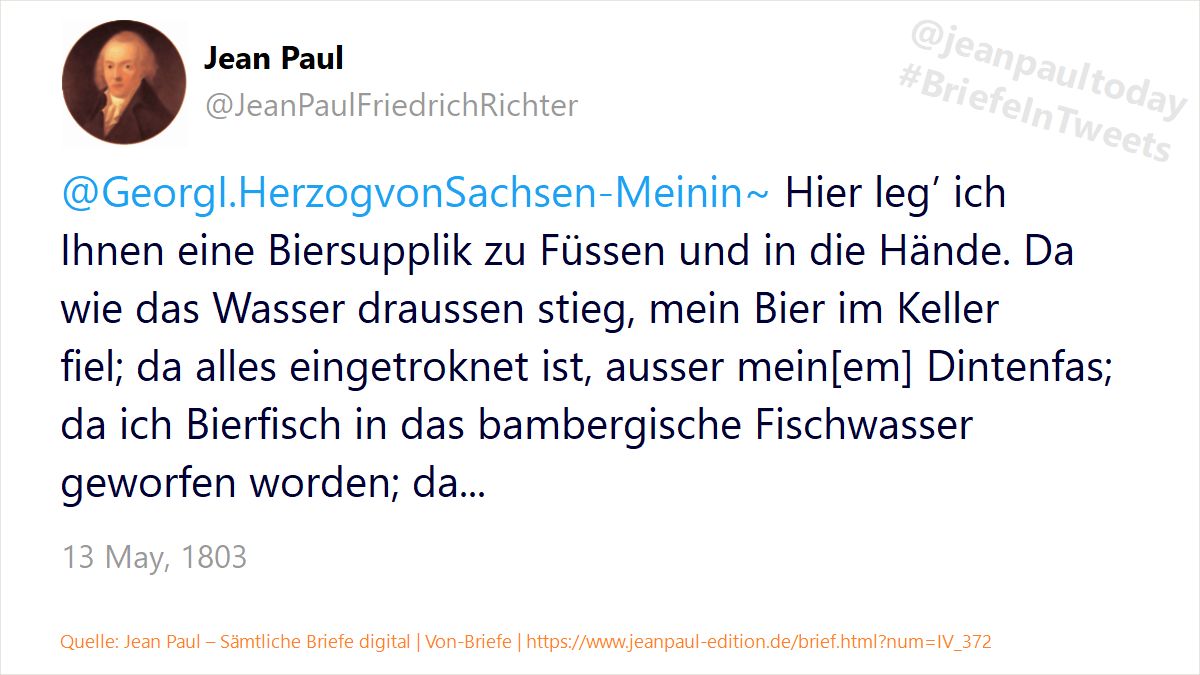 Jean Paul
@JeanPaulFriedrichRichter
@jeanpaultoday
#BriefeInTweets
@GeorgI.HerzogvonSachsen-Meinin~ Hier leg’ ich
Ihnen eine Biersupplik zu Füssen und in die Hände. Da
wie das Wasser draussen stieg, mein Bier im Keller
fiel; da alles eingetroknet ist, ausser mein[em] Dintenfas;
da ich Bierfisch in das bambergische Fischwasser
geworfen worden; da...
13 May, 1803
Quelle: Jean Paul – Sämtliche Briefe digital | Von-Briefe | https://www.jeanpaul-edition.de/brief.html?num=IV_372